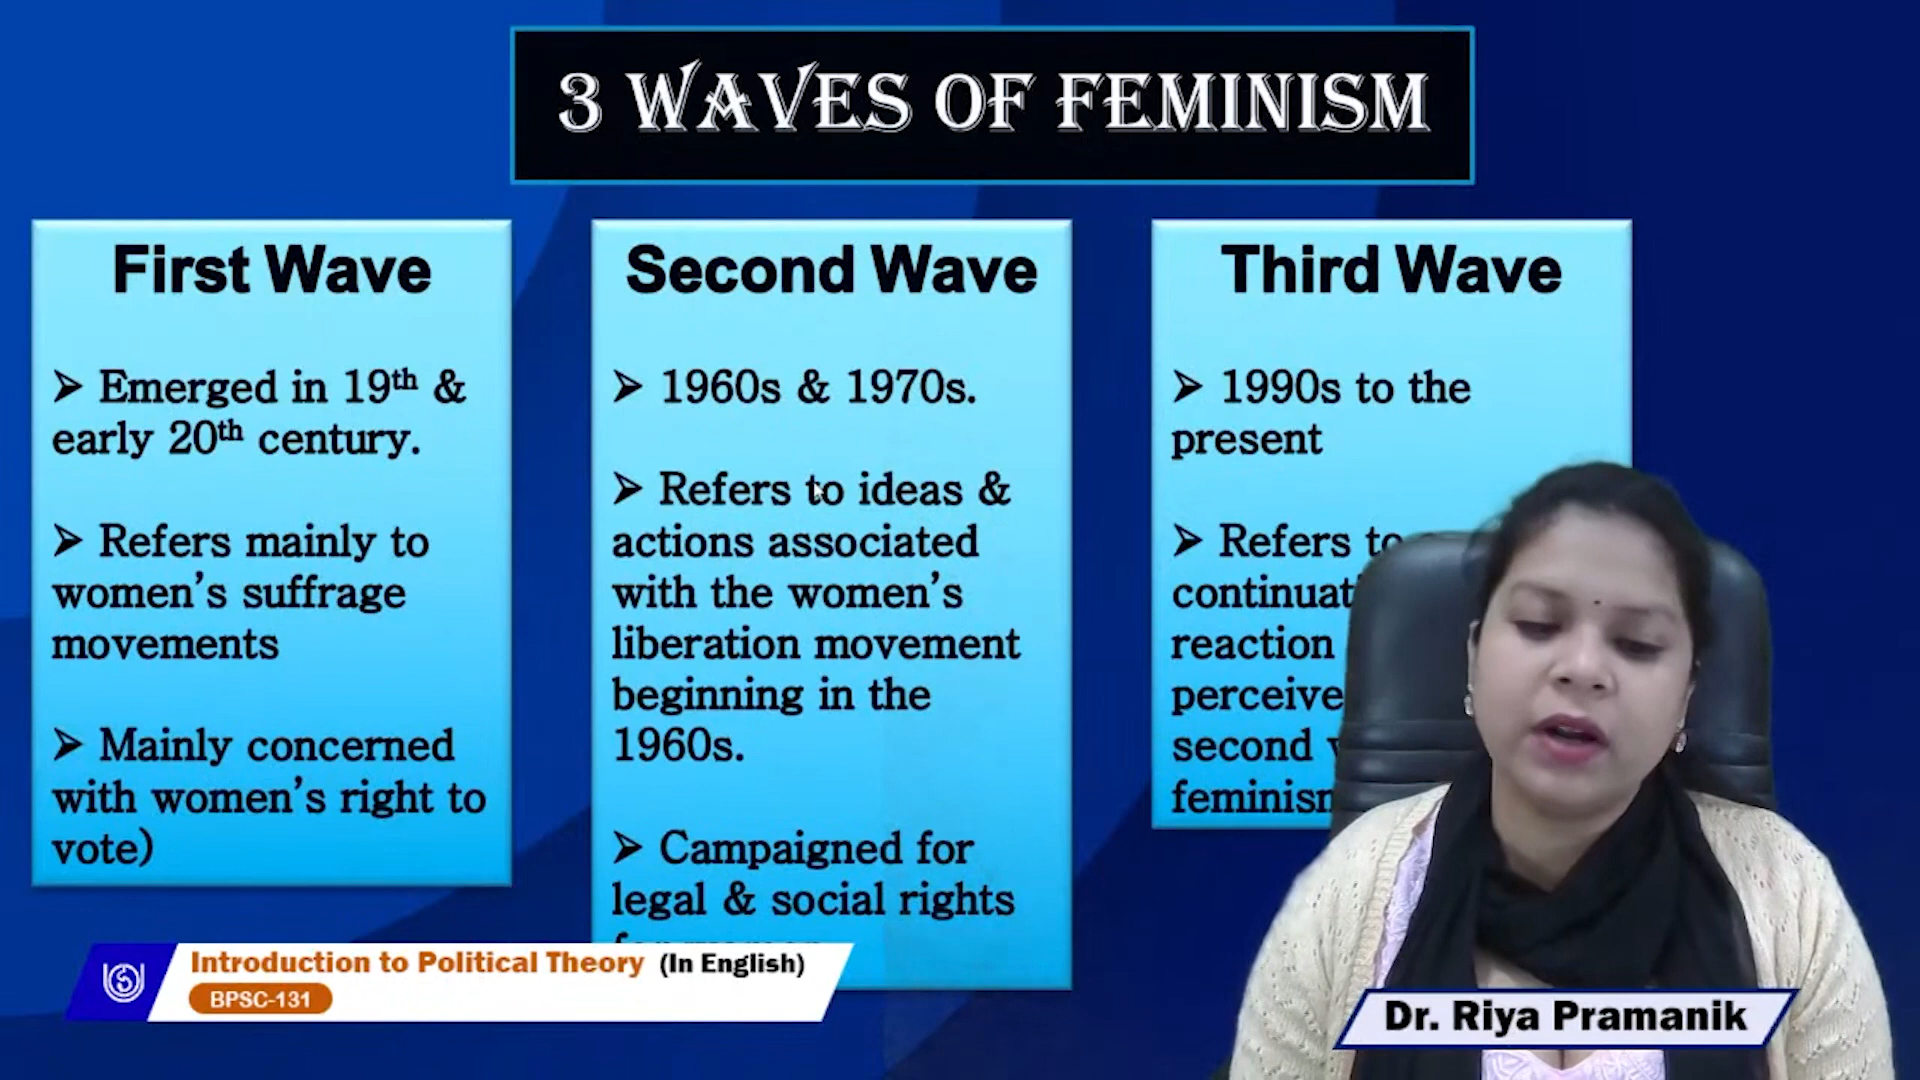 3 WAVES OF FEMINISM
First Wave
➢ Emerged in 19th &
early 20th century.
➢ Refers mainly to
women's suffrage
movements
➢ Mainly concerned
with women's right to
vote)
Second Wave
➢ 1960s & 1970s.
➢ Refers to ideas &
actions associated
with the women's
liberation movement
beginning in the
1960s.
➢ Campaigned for
legal & social rights
Third Wave
➢ 1990s to the
present
➢ Refers to
reaction
second
Introduction to Political Theory (In English)
BPSC-131
Dr. Riya Pramanik